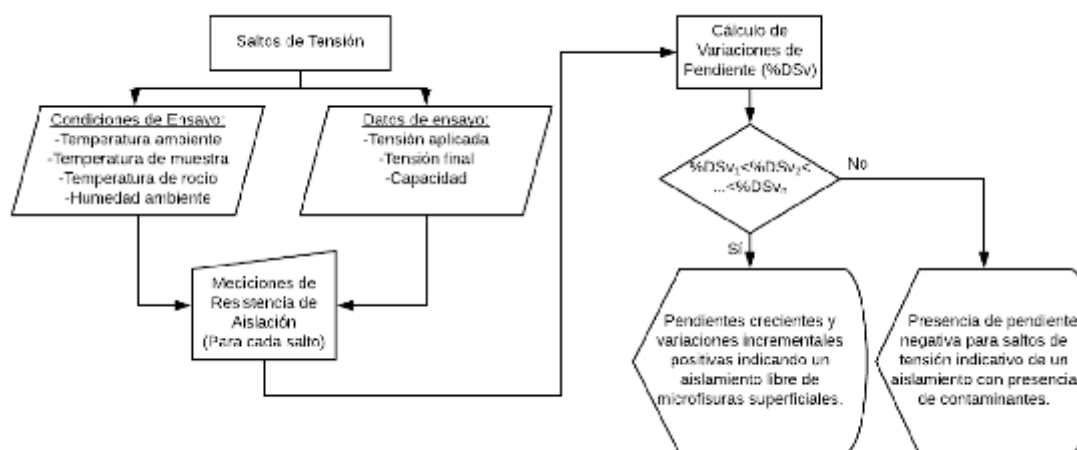 Saltos de Tensión
Condiciones de Ensayo:
-Temperatura ambiente
-Temperatura de muestra
-Temperatura de rocio
-Humedad ambiente
Datos de ensayo:
-Tensión aplicada
-Tensión final
-Capacidad
Meciciones de
Resistencia de
Aislación
(Para cada salto)
Cálculo de
Variaciones de
Fendiente (%DSv)
%DSv₁<%DSv₂<
...<%DSvₙ
No
Sí
Pendientes crecientes y
variaciones incrementales
positivas indicando un
aislamiento libre de
microfisuras superficiales.
Presencia de pendiente
negativa para saltos de
tensión indicativo de un
aislamiento con presencia
de contaminantes.